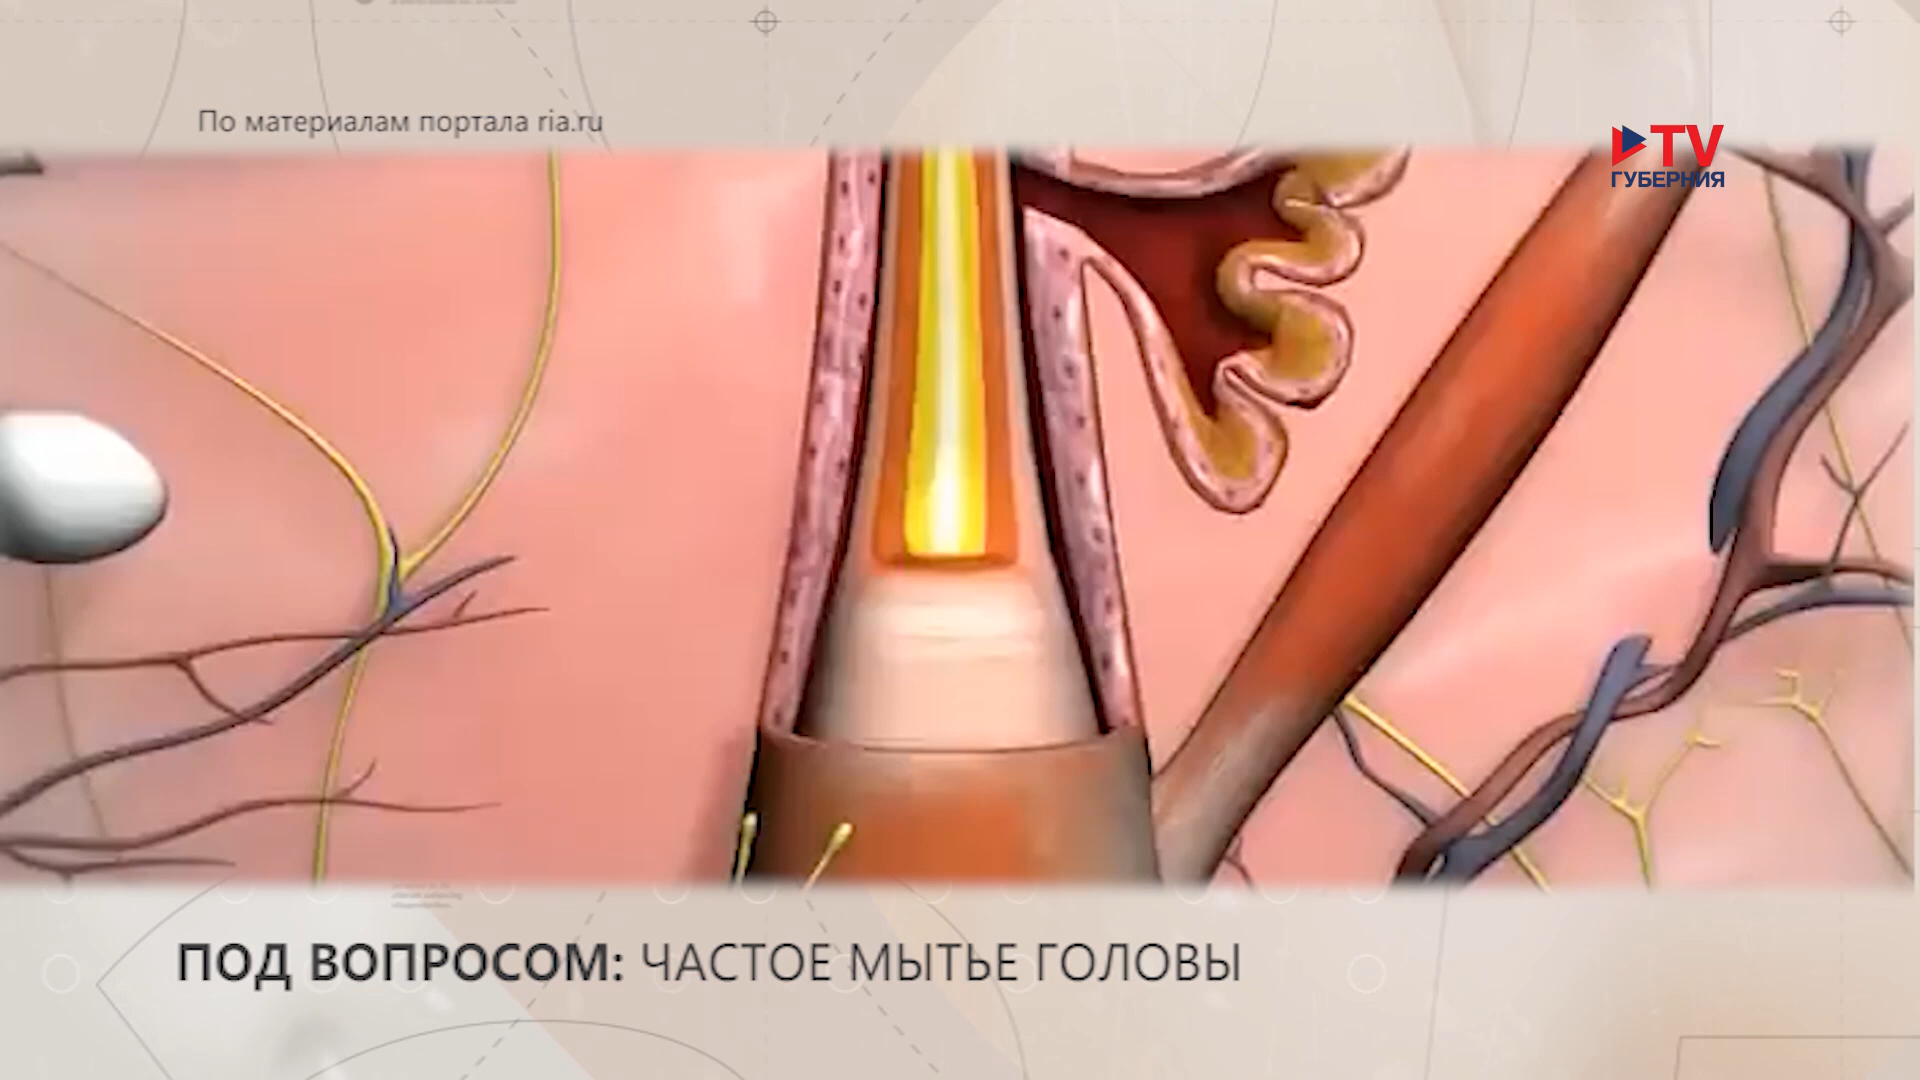 По материалам портала ria.ru
TV
ГУБЕРНИЯ
ПОД ВОПРОСОМ: ЧАСТОЕ МЫТЬЕ ГОЛОВЫ